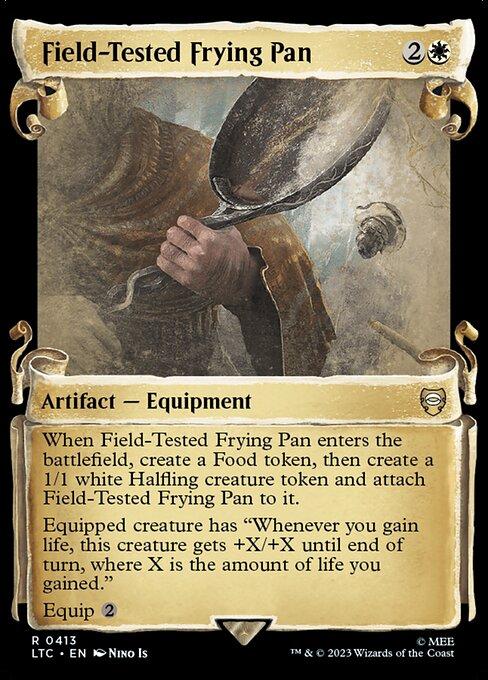 Field-Tested Frying Pan 2
Artifact — Equipment
When Field-Tested Frying Pan enters the
battlefield, create a Food token, then create a
1/1 white Halfling creature token and attach
Field-Tested Frying Pan to it.
Equipped creature has “Whenever you gain
life, this creature gets +X/+X until end of
turn, where X is the amount of life you
gained.”
Equip 2
R 0413
LTC • EN Nino Is
© MEE
™ & © 2023 Wizards of the Coast